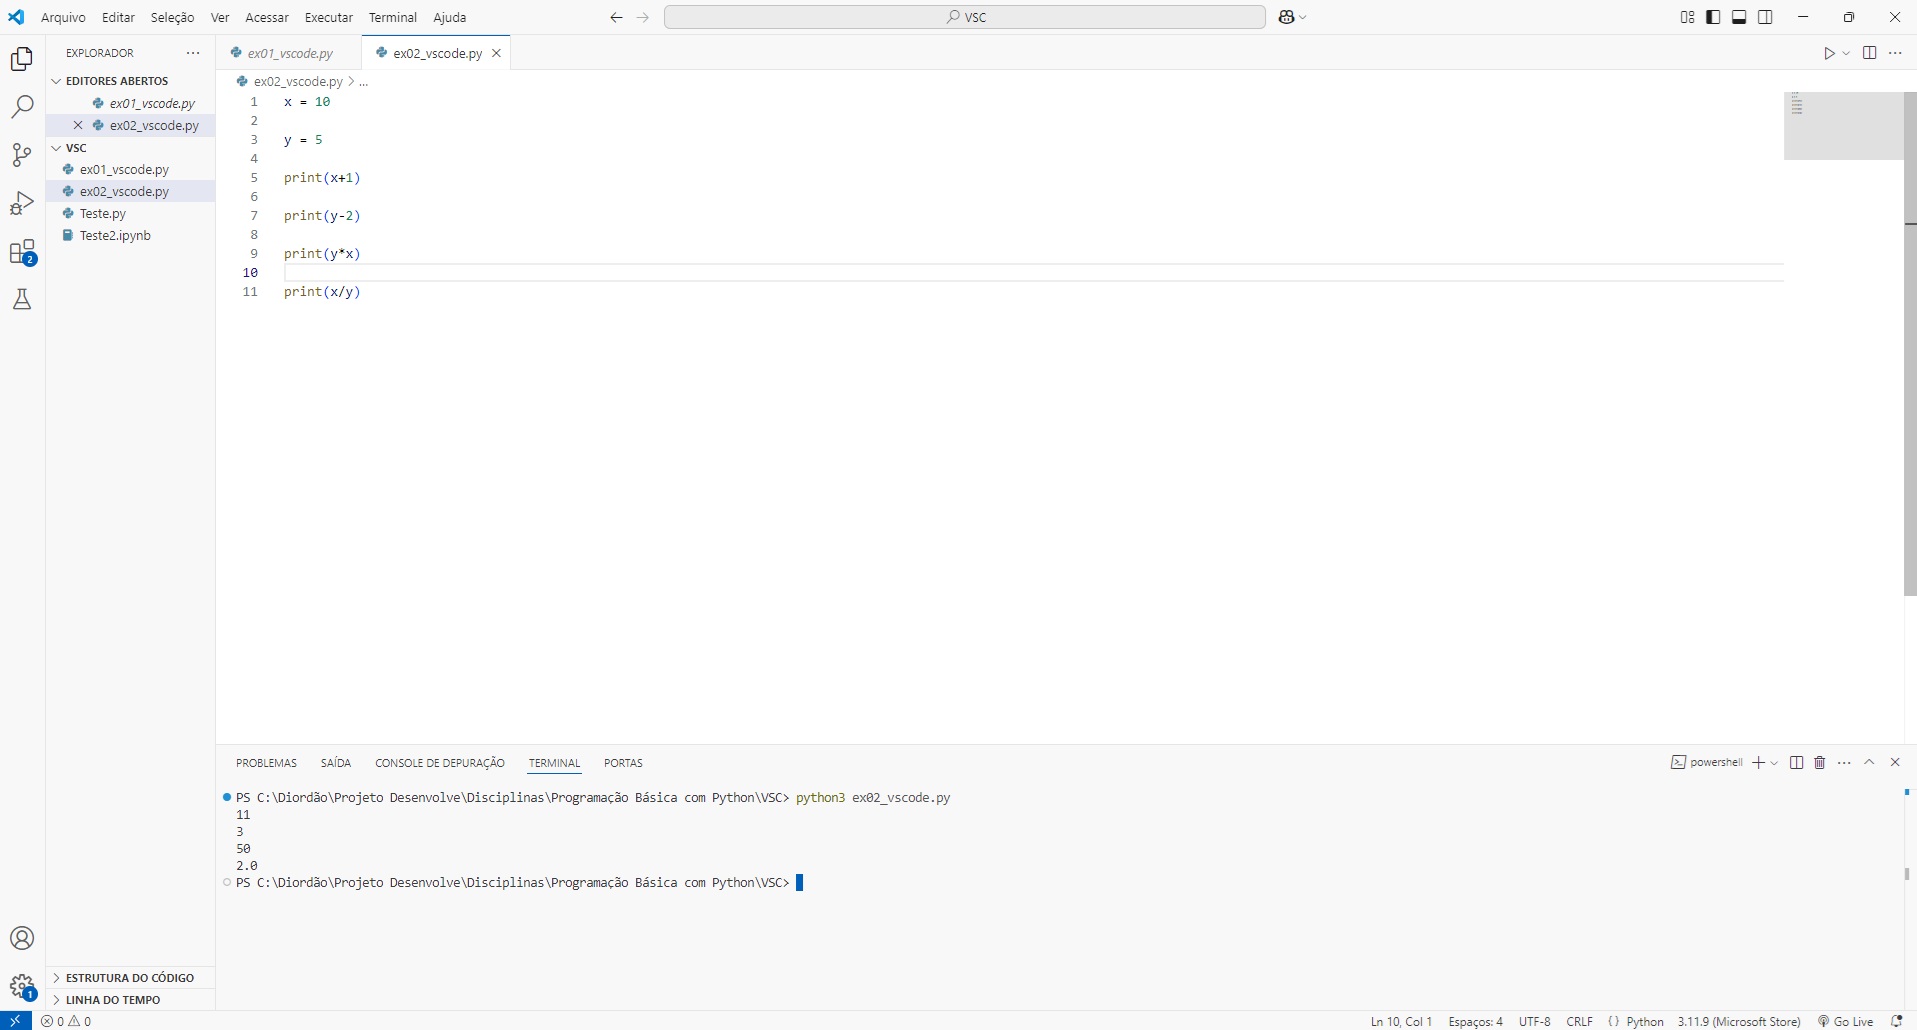 Arquivo Editar Seleção Ver Acessar Executar Terminal Ajuda
VSC
EXPLORADOR
EDITORES ABERTOS
ex01_vscode.py
ex02_vscode.py
VSC
ex01_vscode.py
ex02_vscode.py
Teste.py
Teste2.ipynb
2
ESTRUTURA DO CÓDIGO
LINHA DO TEMPO
1
ex01_vscode.py ex02_vscode.py
ex02_vscode.py > ...
1 x = 10
2
3 y = 5
4
5 print(x+1)
6
7 print(y-2)
8
9 print(y*x)
10
11 print(x/y)
PROBLEMAS SAÍDA CONSOLE DE DEPURAÇÃO TERMINAL PORTAS
powershell
PS C:\Diordão\Projeto Desenvolve\Disciplinas\Programação Básica com Python\VSC> python3 ex02_vscode.py
11
3
50
2.0
PS C:\Diordão\Projeto Desenvolve\Disciplinas\Programação Básica com Python\VSC>
0 0
Ln 10, Col 1 Espaços: 4 UTF-8 CRLF {} Python 3.11.9 (Microsoft Store) Go Live